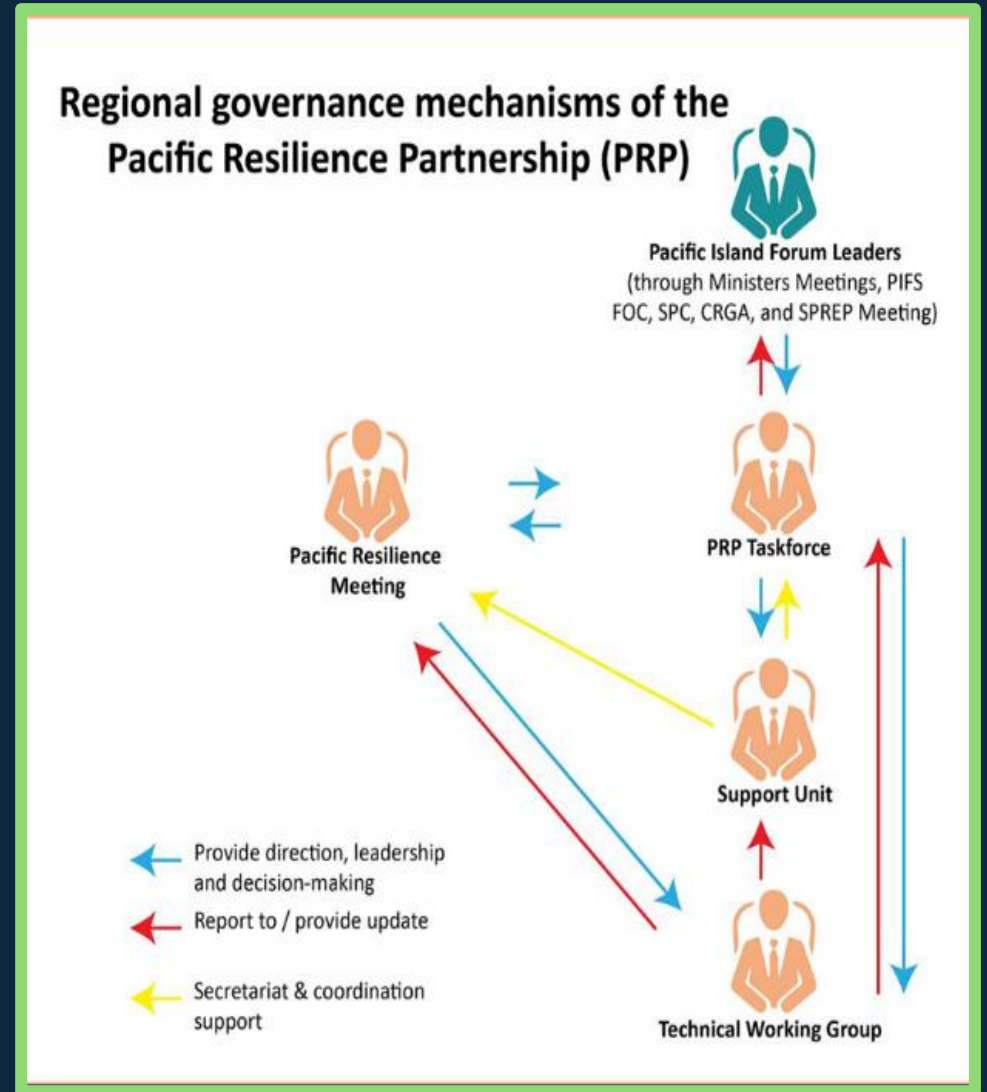 Regional governance mechanisms of the
Pacific Resilience Partnership (PRP)
Pacific Island Forum Leaders
(through Ministers Meetings, PIFS
FOC, SPC, CRGA, and SPREP Meeting)
Pacific Resilience
Meeting
PRP Taskforce
Support Unit
Technical Working Group
Provide direction, leadership
and decision-making
Report to / provide update
Secretariat & coordination
support